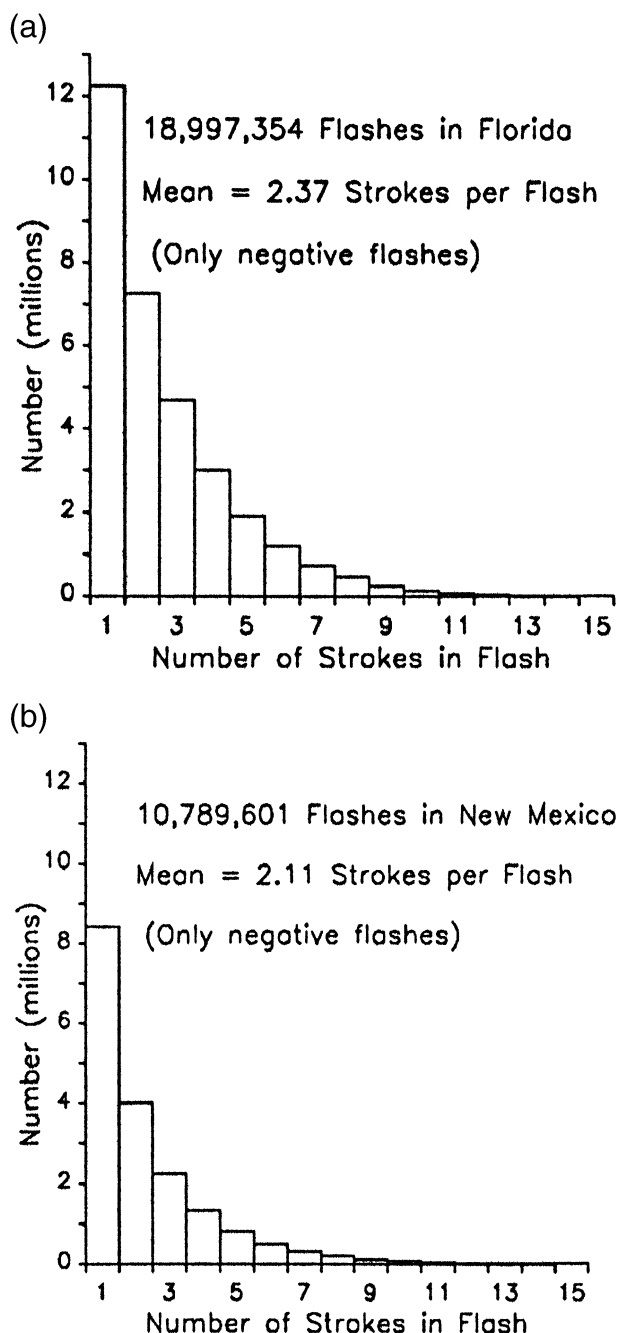 (a)
Number (millions)
12
10
8
6
4
2
0
18,997,354 Flashes in Florida
Mean = 2.37 Strokes per Flash
(Only negative flashes)
1 3 5 7 9 11 13 15
Number of Strokes in Flash
(b)
Number (millions)
12
10
8
6
4
2
0
10,789,601 Flashes in New Mexico
Mean = 2.11 Strokes per Flash
(Only negative flashes)
1 3 5 7 9 11 13 15
Number of Strokes in Flash